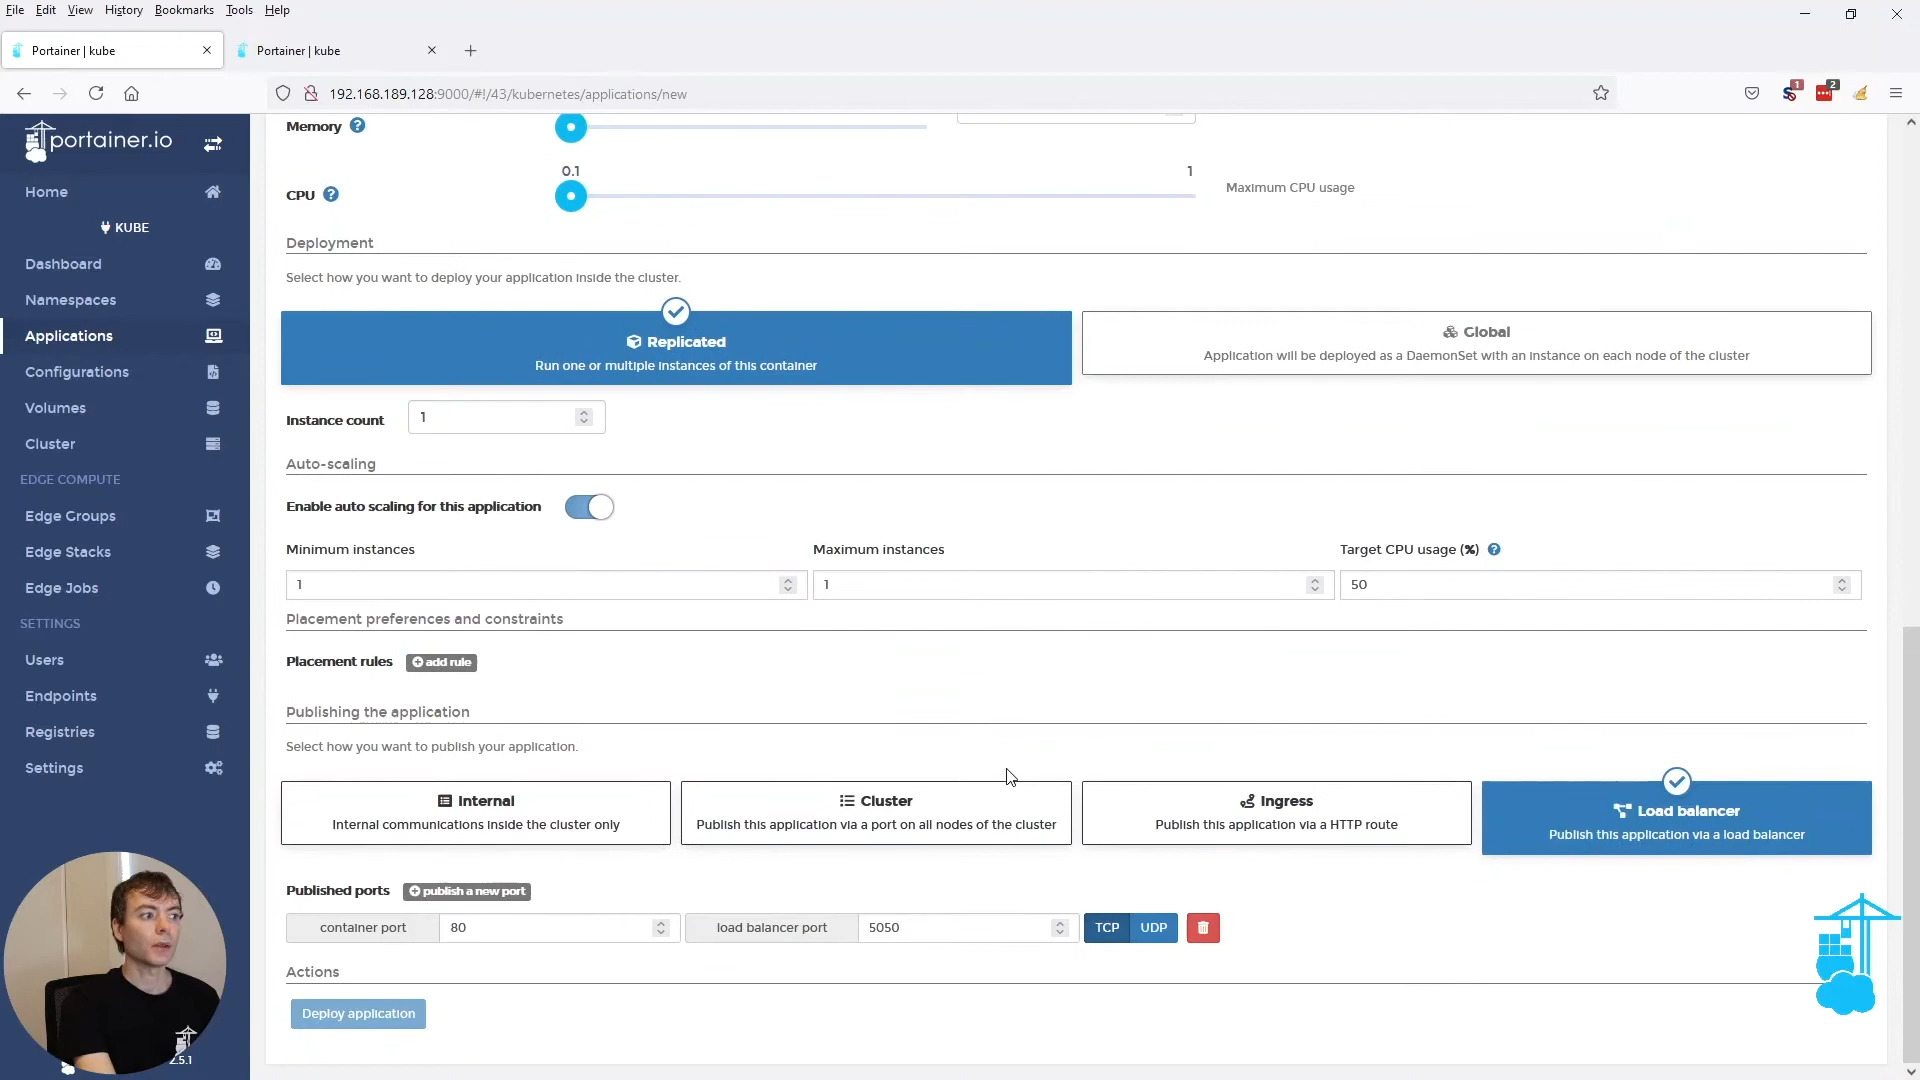 File Edit View History Bookmarks Tools Help
Portainer | kube
Portainer | kube
192.168.189.128:9000/#!/43/kubernetes/applications/new
1
2
portainer.io
Home
KUBE
Dashboard
Namespaces
Applications
Configurations
Volumes
Cluster
EDGE COMPUTE
Edge Groups
Edge Stacks
Edge Jobs
SETTINGS
Users
Endpoints
Registries
Settings
2.5.1
Memory
0.1 1
CPU Maximum CPU usage
Deployment
Select how you want to deploy your application inside the cluster.
Replicated
Run one or multiple instances of this container
Global
Application will be deployed as a DaemonSet with an instance on each node of the cluster
Instance count 1
Auto-scaling
Enable auto scaling for this application
Minimum instances Maximum instances Target CPU usage (%)
1 1 50
Placement preferences and constraints
Placement rules add rule
Publishing the application
Select how you want to publish your application.
Internal
Internal communications inside the cluster only
Cluster
Publish this application via a port on all nodes of the cluster
Ingress
Publish this application via a HTTP route
Load balancer
Publish this application via a load balancer
Published ports publish a new port
container port 80 load balancer port 5050 TCP UDP
Actions
Deploy application